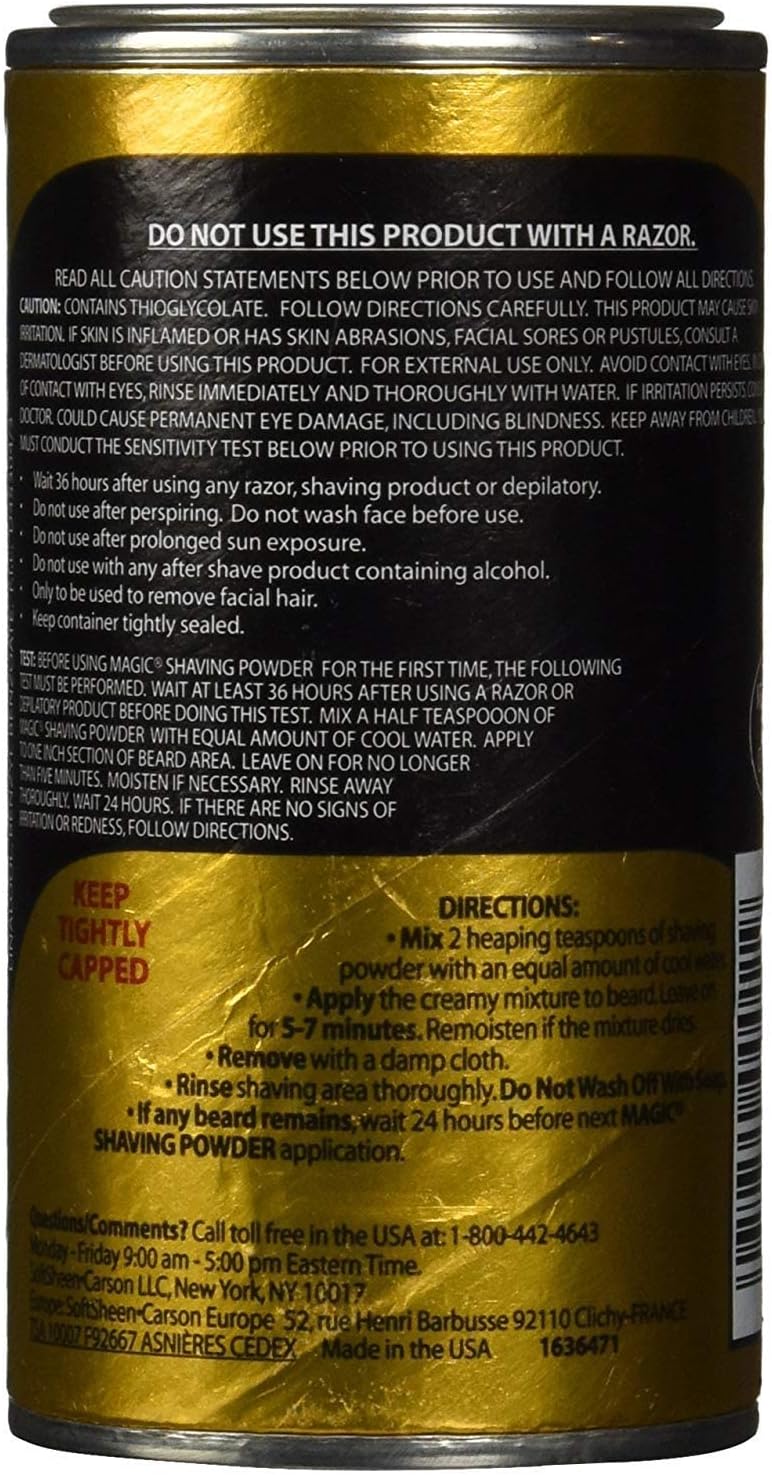 DO NOT USE THIS PRODUCT WITH A RAZOR.
READ ALL CAUTION STATEMENTS BELOW PRIOR TO USE AND FOLLOW ALL DIRECTIONS.
CAUTION: CONTAINS THIOGLYCOLATE. FOLLOW DIRECTIONS CAREFULLY. THIS PRODUCT MAY CAUSE SKIN
IRRITATION. IF SKIN IS INFLAMED OR HAS SKIN ABRASIONS, FACIAL SORES OR PUSTULES, CONSULT A
DERMATOLOGIST BEFORE USING THIS PRODUCT. FOR EXTERNAL USE ONLY. AVOID CONTACT WITH EYES.
OF CONTACT WITH EYES, RINSE IMMEDIATELY AND THOROUGHLY WITH WATER. IF IRRITATION PERSISTS
DOCTOR. COULD CAUSE PERMANENT EYE DAMAGE, INCLUDING BLINDNESS. KEEP AWAY FROM CHILDREN.
MUST CONDUCT THE SENSITIVITY TEST BELOW PRIOR TO USING THIS PRODUCT.
• Wait 36 hours after using any razor, shaving product or depilatory.
• Do not use after perspiring. Do not wash face before use.
• Do not use after prolonged sun exposure.
• Do not use with any after shave product containing alcohol.
• Only to be used to remove facial hair.
• Keep container tightly sealed.
TEST: BEFORE USING MAGIC® SHAVING POWDER FOR THE FIRST TIME, THE FOLLOWING
TEST MUST BE PERFORMED. WAIT AT LEAST 36 HOURS AFTER USING A RAZOR OR
DEPILATORY PRODUCT BEFORE DOING THIS TEST. MIX A HALF TEASPOOON OF
MAGIC® SHAVING POWDER WITH EQUAL AMOUNT OF COOL WATER. APPLY
TO ONE INCH SECTION OF BEARD AREA. LEAVE ON FOR NO LONGER
THAN FIVE MINUTES. MOISTEN IF NECESSARY. RINSE AWAY
THOROUGHLY. WAIT 24 HOURS. IF THERE ARE NO SIGNS OF
IRRITATION OR REDNESS, FOLLOW DIRECTIONS.
KEEP
TIGHTLY
CAPPED
DIRECTIONS:
• Mix 2 heaping teaspoons of shaving
powder with an equal amount of cool water.
• Apply the creamy mixture to beard. Leave on
for 5-7 minutes. Remoisten if the mixture dries.
• Remove with a damp cloth.
• Rinse shaving area thoroughly. Do Not Wash Off With Soap.
• If any beard remains, wait 24 hours before next MAGIC®
SHAVING POWDER application.
Questions/Comments? Call toll free in the USA at: 1-800-442-4643
Monday - Friday 9:00 am - 5:00 pm Eastern Time.
SoftSheen•Carson LLC, New York, NY 10017
Europe: SoftSheen•Carson Europe 52, rue Henri Barbusse 92110 Clichy-FRANCE
TSA 10007 F92667 ASNIÈRES CEDEX Made in the USA 1636471